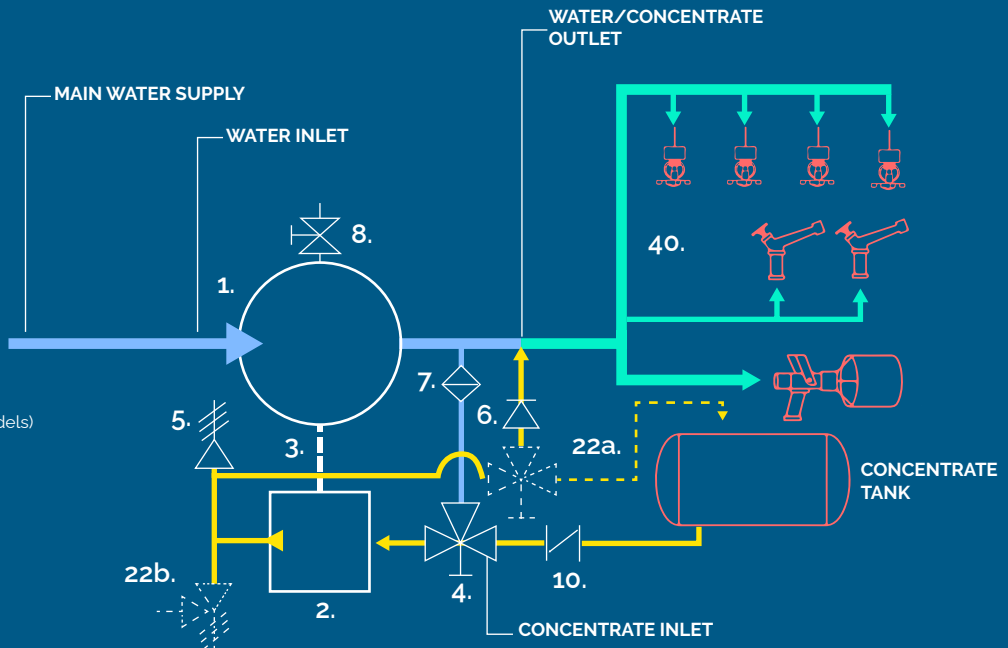 WATER/CONCENTRATE
OUTLET
MAIN WATER SUPPLY
WATER INLET
8.
40.
1.
7.
5.
6.
dels)
3.
22a.
CONCENTRATE
TANK
22b.
4.
10.
2.
CONCENTRATE INLET